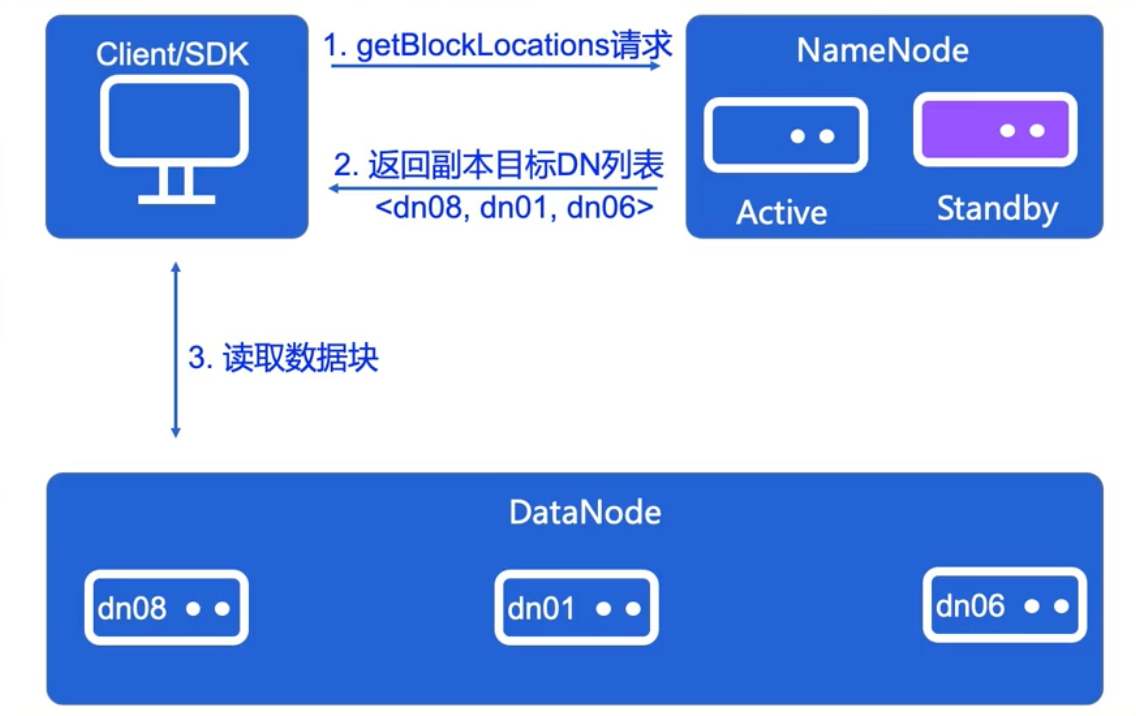 Client/SDK
1. getBlockLocations请求
NameNode
2. 返回副本目标DN列表
<dn08, dn01, dn06>
Active
Standby
3. 读取数据块
DataNode
dn08
dn01
dn06